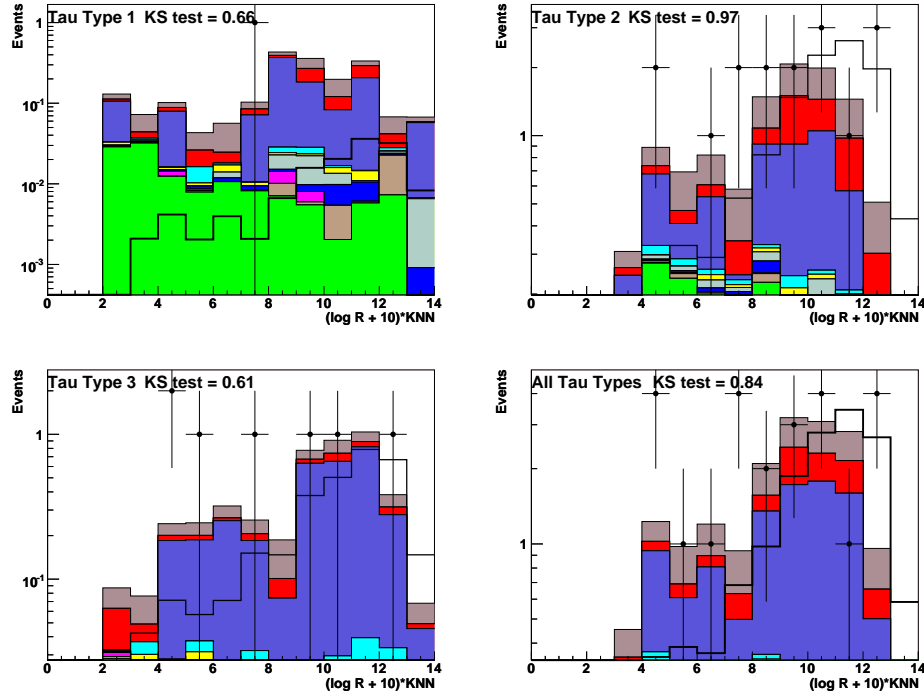 Tau Type 1 KS test = 0.66
Events
1
10-1
10-2
10-3
0 2 4 6 8 10 12 14
(log R + 10)*KNN
Tau Type 2 KS test = 0.97
Events
1
0 2 4 6 8 10 12 14
(log R + 10)*KNN
Tau Type 3 KS test = 0.61
Events
1
10-1
0 2 4 6 8 10 12 14
(log R + 10)*KNN
All Tau Types KS test = 0.84
Events
1
0 2 4 6 8 10 12 14
(log R + 10)*KNN